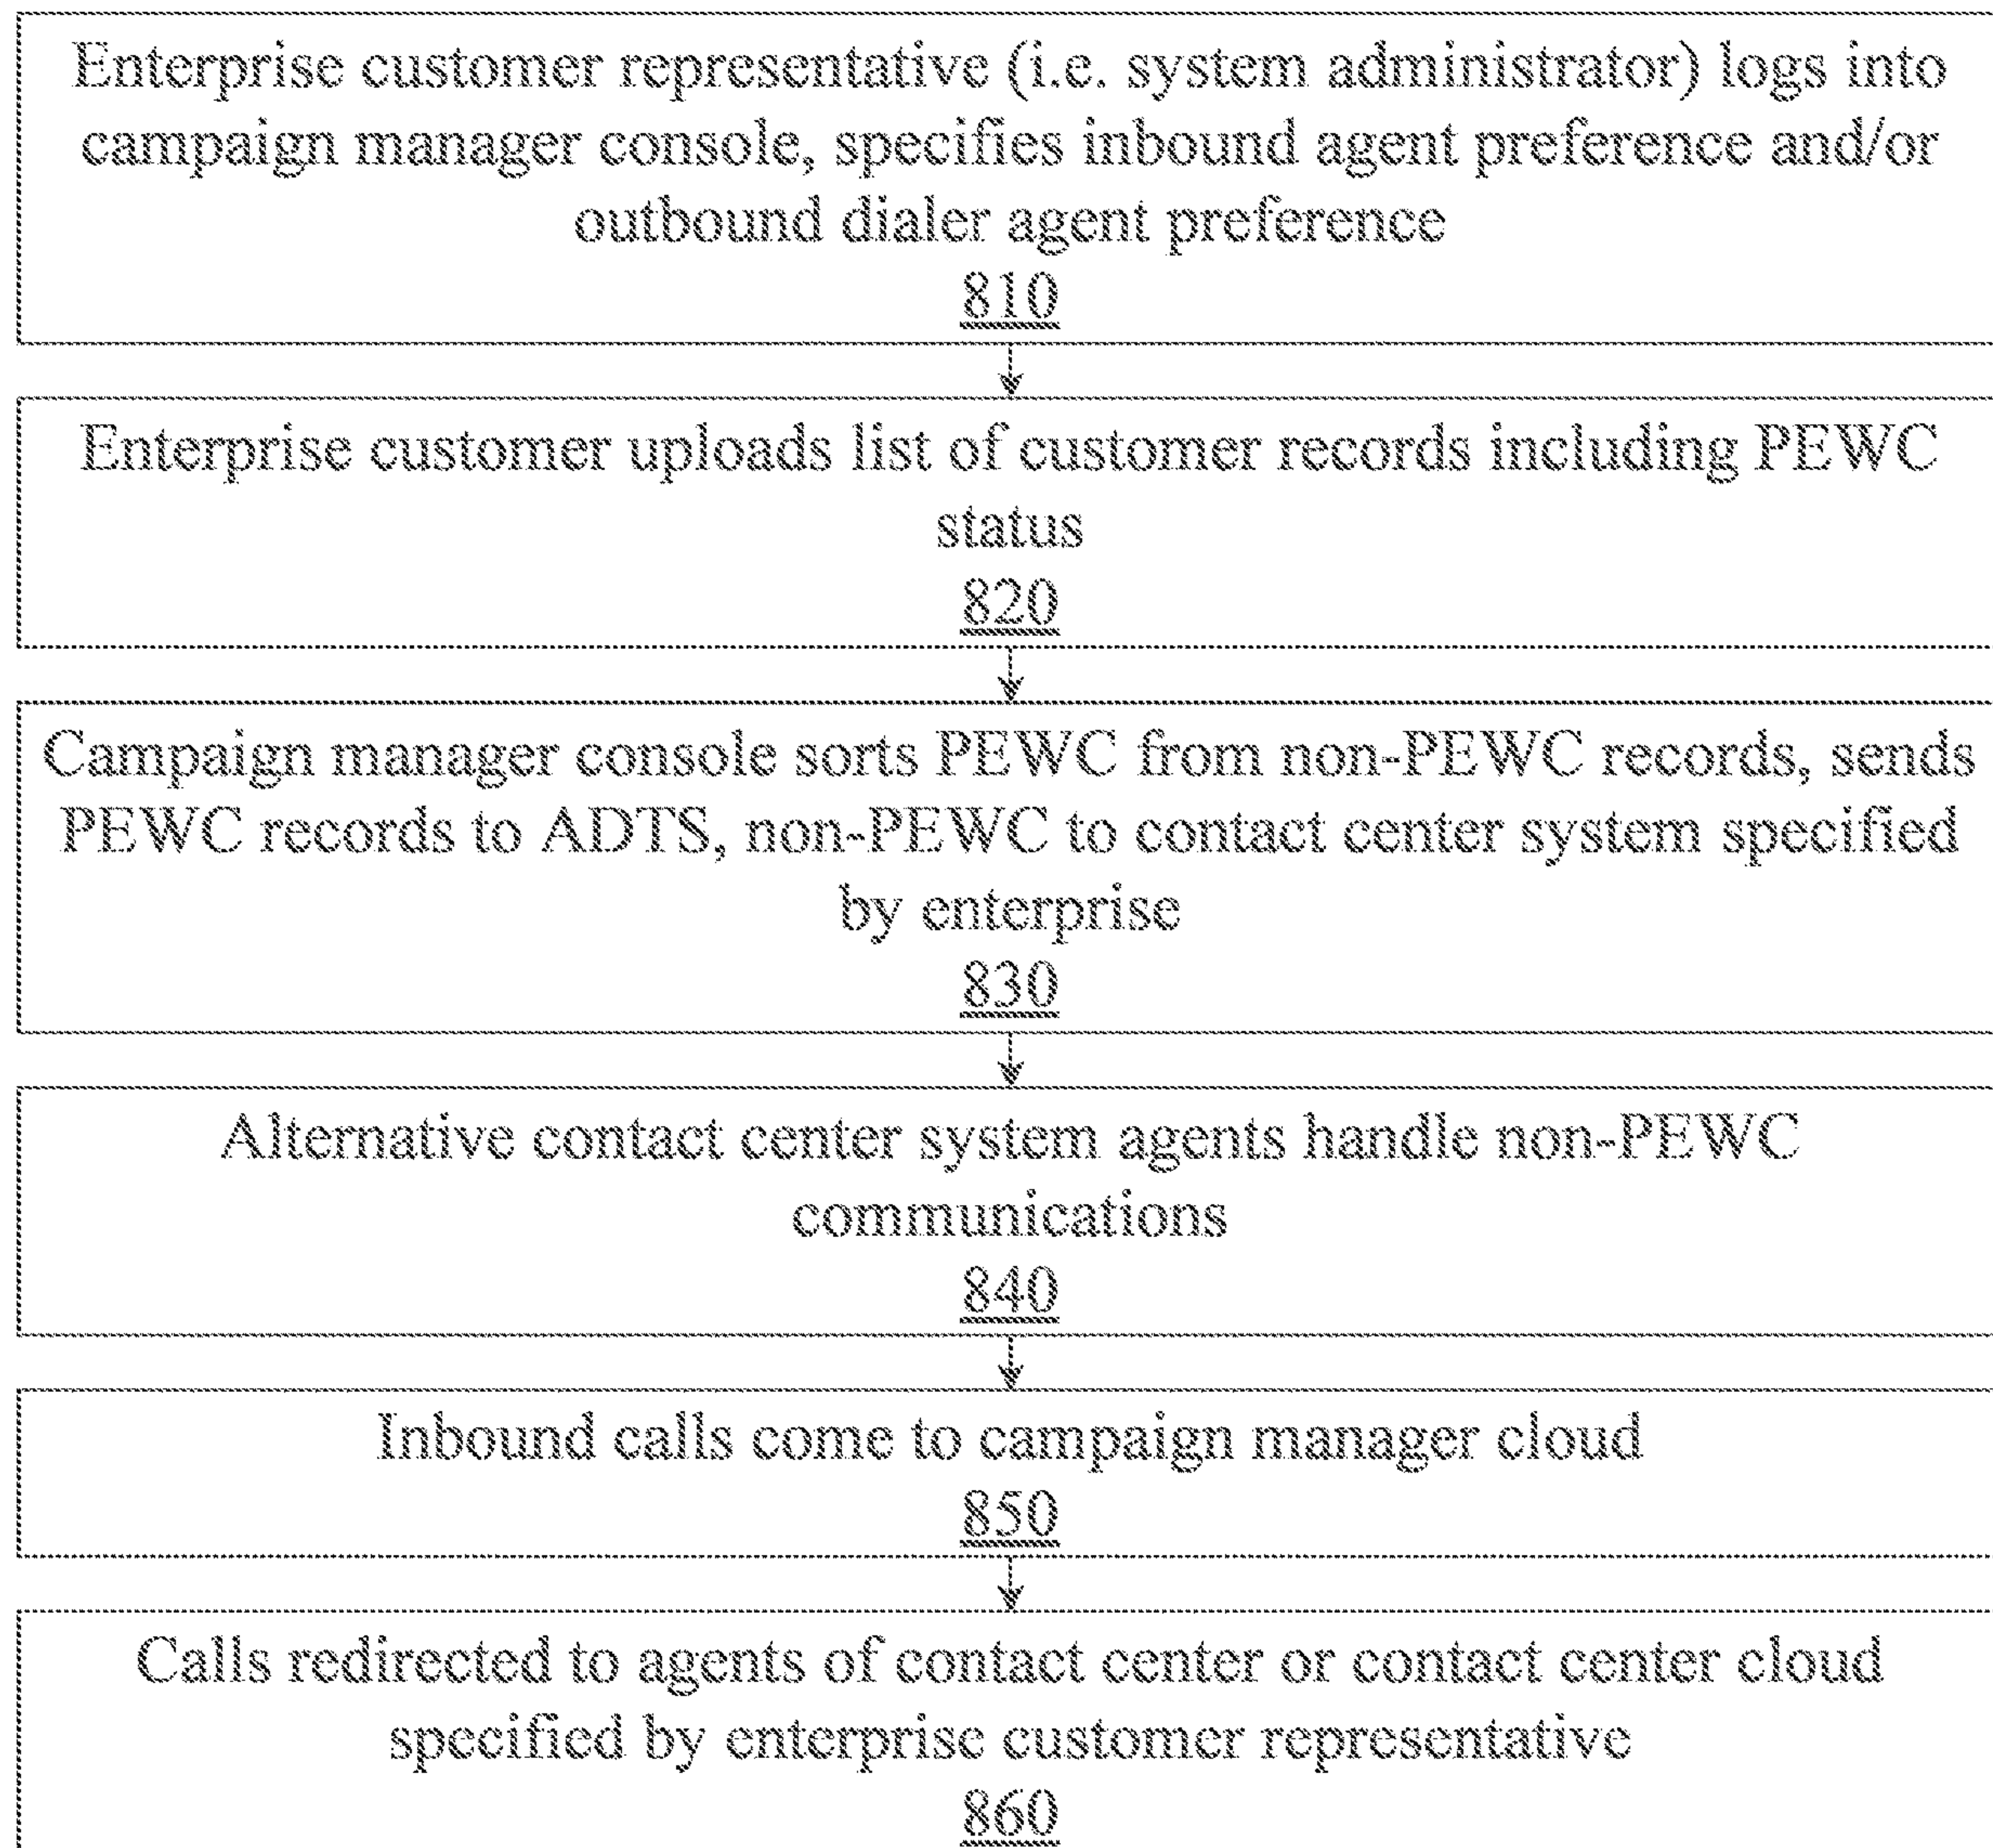 Enterprise customer representative (i.e. system administrator) logs into
campaign manager console, specifies inbound agent preference and/or
outbound dialer agent preference
810
Enterprise customer uploads list of customer records including PEWC
status
820
Campaign manager console sorts PEWC from non-PEWC records, sends
PEWC records to ADTS, non-PEWC to contact center system specified
by enterprise
830
Alternative contact center system agents handle non-PEWC
communications
840
Inbound calls come to campaign manager cloud
850
Calls redirected to agents of contact center or contact center cloud
specified by enterprise customer representative
860